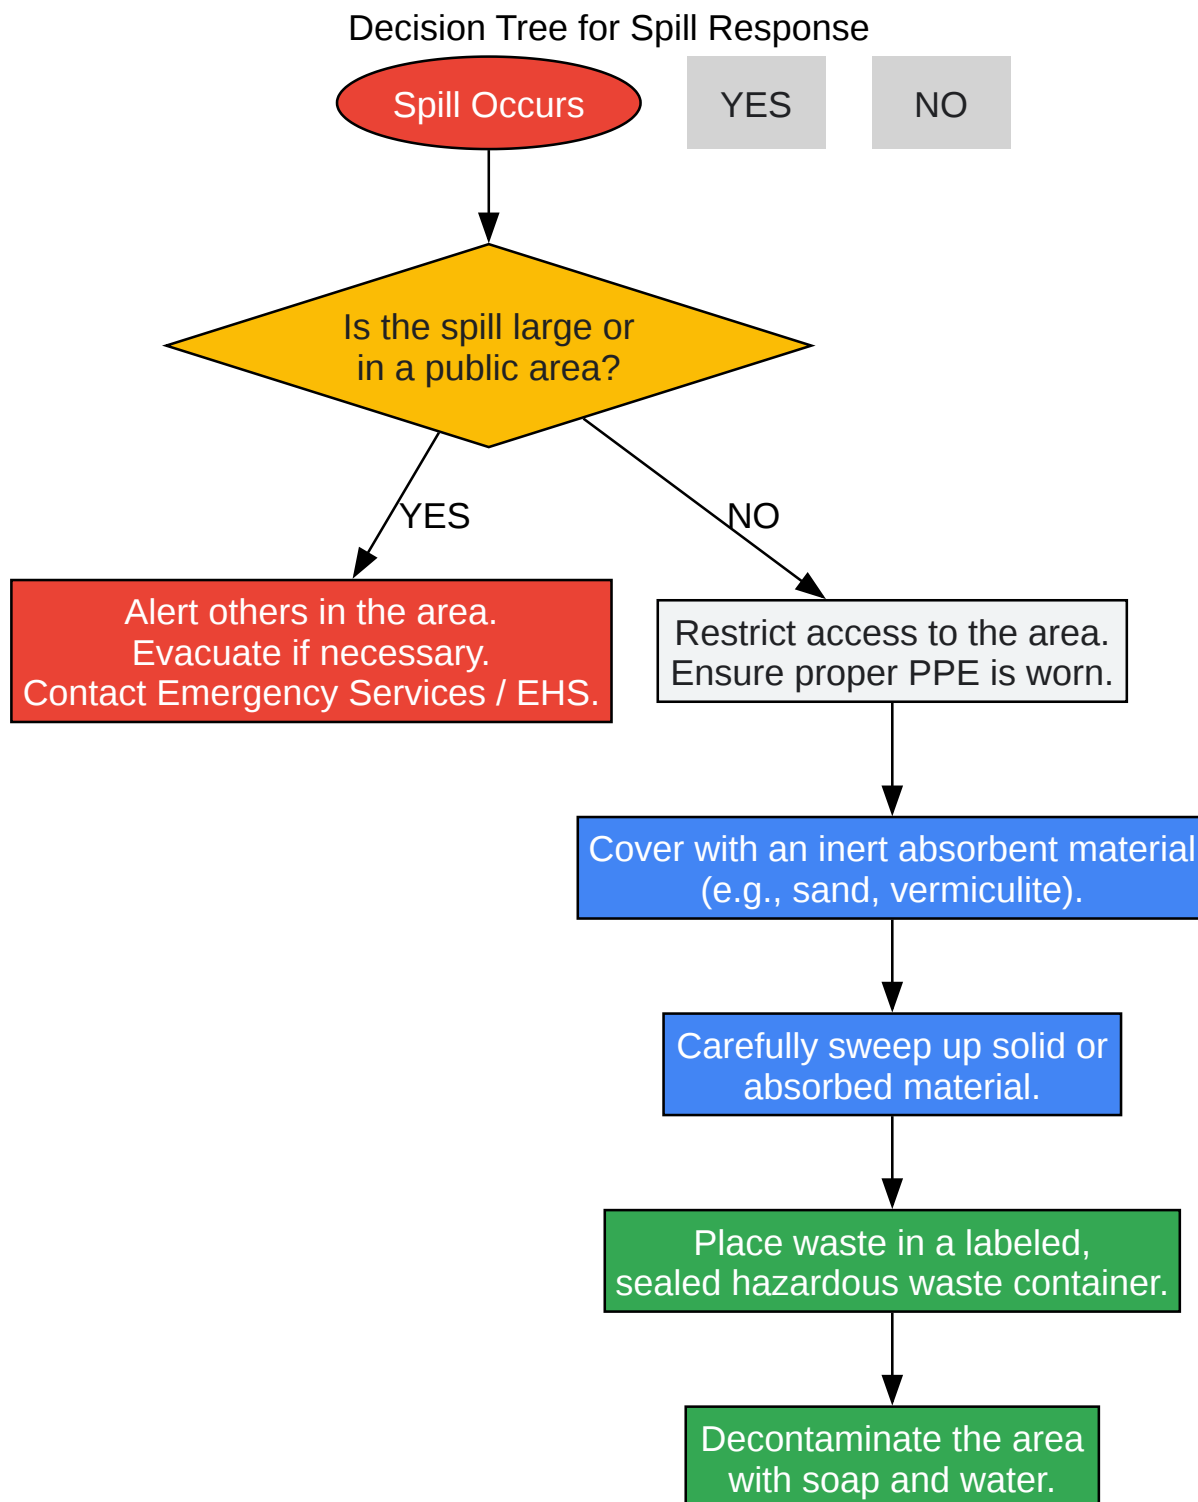 Decision Tree for Spill Response
Spill Occurs
YES
NO
Is the spill large or
in a public area?
YES
NO
Alert others in the area.
Evacuate if necessary.
Contact Emergency Services / EHS.
Restrict access to the area.
Ensure proper PPE is worn.
Cover with an inert absorbent material
(e.g., sand, vermiculite).
Carefully sweep up solid or
absorbed material.
Place waste in a labeled,
sealed hazardous waste container.
Decontaminate the area
with soap and water.